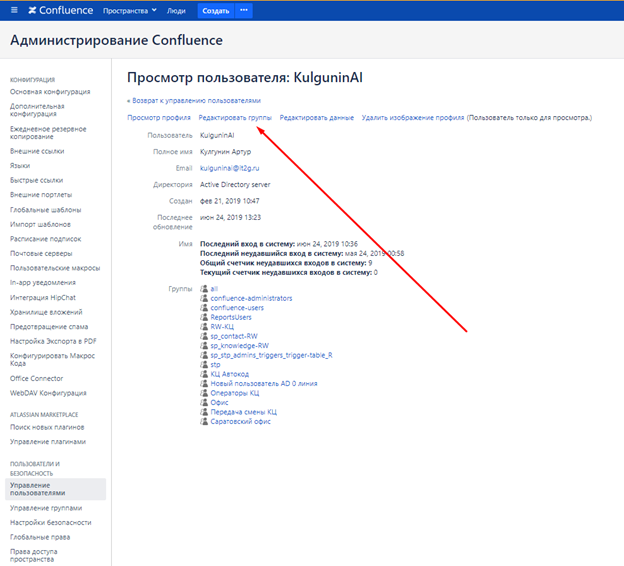 Confluence Пространства Люди Создать ···
Администрирование Confluence
КОНФИГУРАЦИЯ
Основная конфигурация
Дополнительная
конфигурация
Ежедневное резервное
копирование
Внешние ссылки
Языки
Быстрые ссылки
Внешние портлеты
Глобальные шаблоны
Импорт шаблонов
Расписание подписок
Почтовые серверы
Пользовательские макросы
In-app уведомления
Интеграция HipChat
Хранилище вложений
Предотвращение спама
Настройка Экспорта в PDF
Конфигурировать Макрос
Кода
Office Connector
WebDAV Конфигурация
ATLASSIAN MARKETPLACE
Поиск новых плагинов
Управление плагинами
ПОЛЬЗОВАТЕЛИ И
БЕЗОПАСНОСТЬ
Управление
пользователями
Управление группами
Настройки безопасности
Глобальные права
Права доступа
пространства
Просмотр пользователя: KulguninAI
« Возврат к управлению пользователями
Просмотр профиля Редактировать группы Редактировать данные Удалить изображение профиля (Пользователь только для просмотра.)
Пользователь KulguninAI
Полное имя Кулгунин Артур
Email kulguninai@lt2g.ru
Директория Active Directory server
Создан фев 21, 2019 10:47
Последнее
обновление июн 24, 2019 13:23
Имя Последний вход в систему: июн 24, 2019 10:36
Последний неудавшийся вход в систему: мая 24, 2019 00:58
Общий счетчик неудавшихся входов в систему: 9
Текущий счетчик неудавшихся входов в систему: 0
Группы all
confluence-administrators
confluence-users
ReportsUsers
RW-КЦ
sp_contact-RW
sp_knowledge-RW
sp_stp_admins_triggers_trigger-table_R
stp
КЦ Автокод
Новый пользователь AD 0 линия
Операторы КЦ
Офис
Передача смены КЦ
Саратовский офис